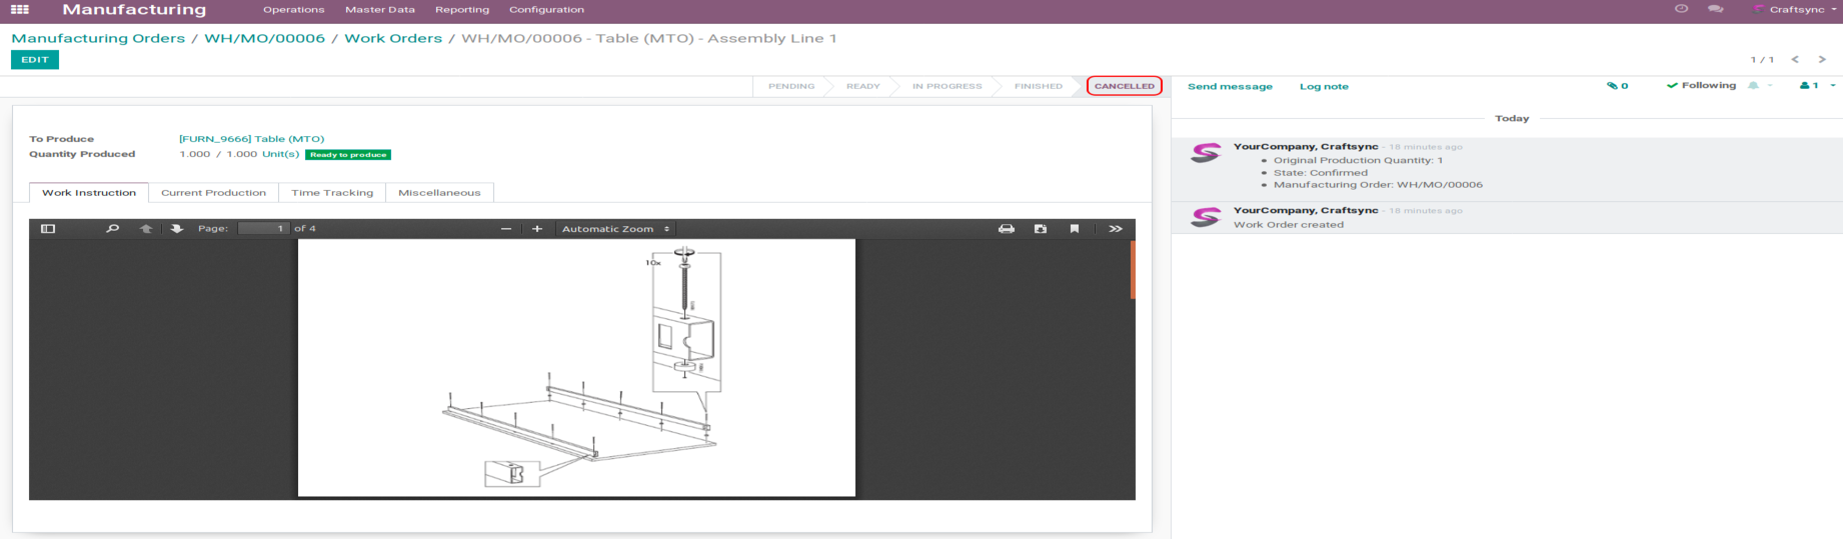 Manufacturing Operations Master Data Reporting Configuration Craftsync
Manufacturing Orders / WH/MO/00006 / Work Orders / WH/MO/00006 - Table (MTO) - Assembly Line 1
EDIT
1 / 1
PENDING READY IN PROGRESS FINISHED CANCELLED
To Produce [FURN_9666] Table (MTO)
Quantity Produced 1.000 / 1.000 Unit(s) Ready to produce
Work Instruction Current Production Time Tracking Miscellaneous
Page: 1 of 4 Automatic Zoom
10x
Send message Log note 0 Following 1
Today
YourCompany, Craftsync - 18 minutes ago
Original Production Quantity: 1
State: Confirmed
Manufacturing Order: WH/MO/00006
YourCompany, Craftsync - 18 minutes ago
Work Order created